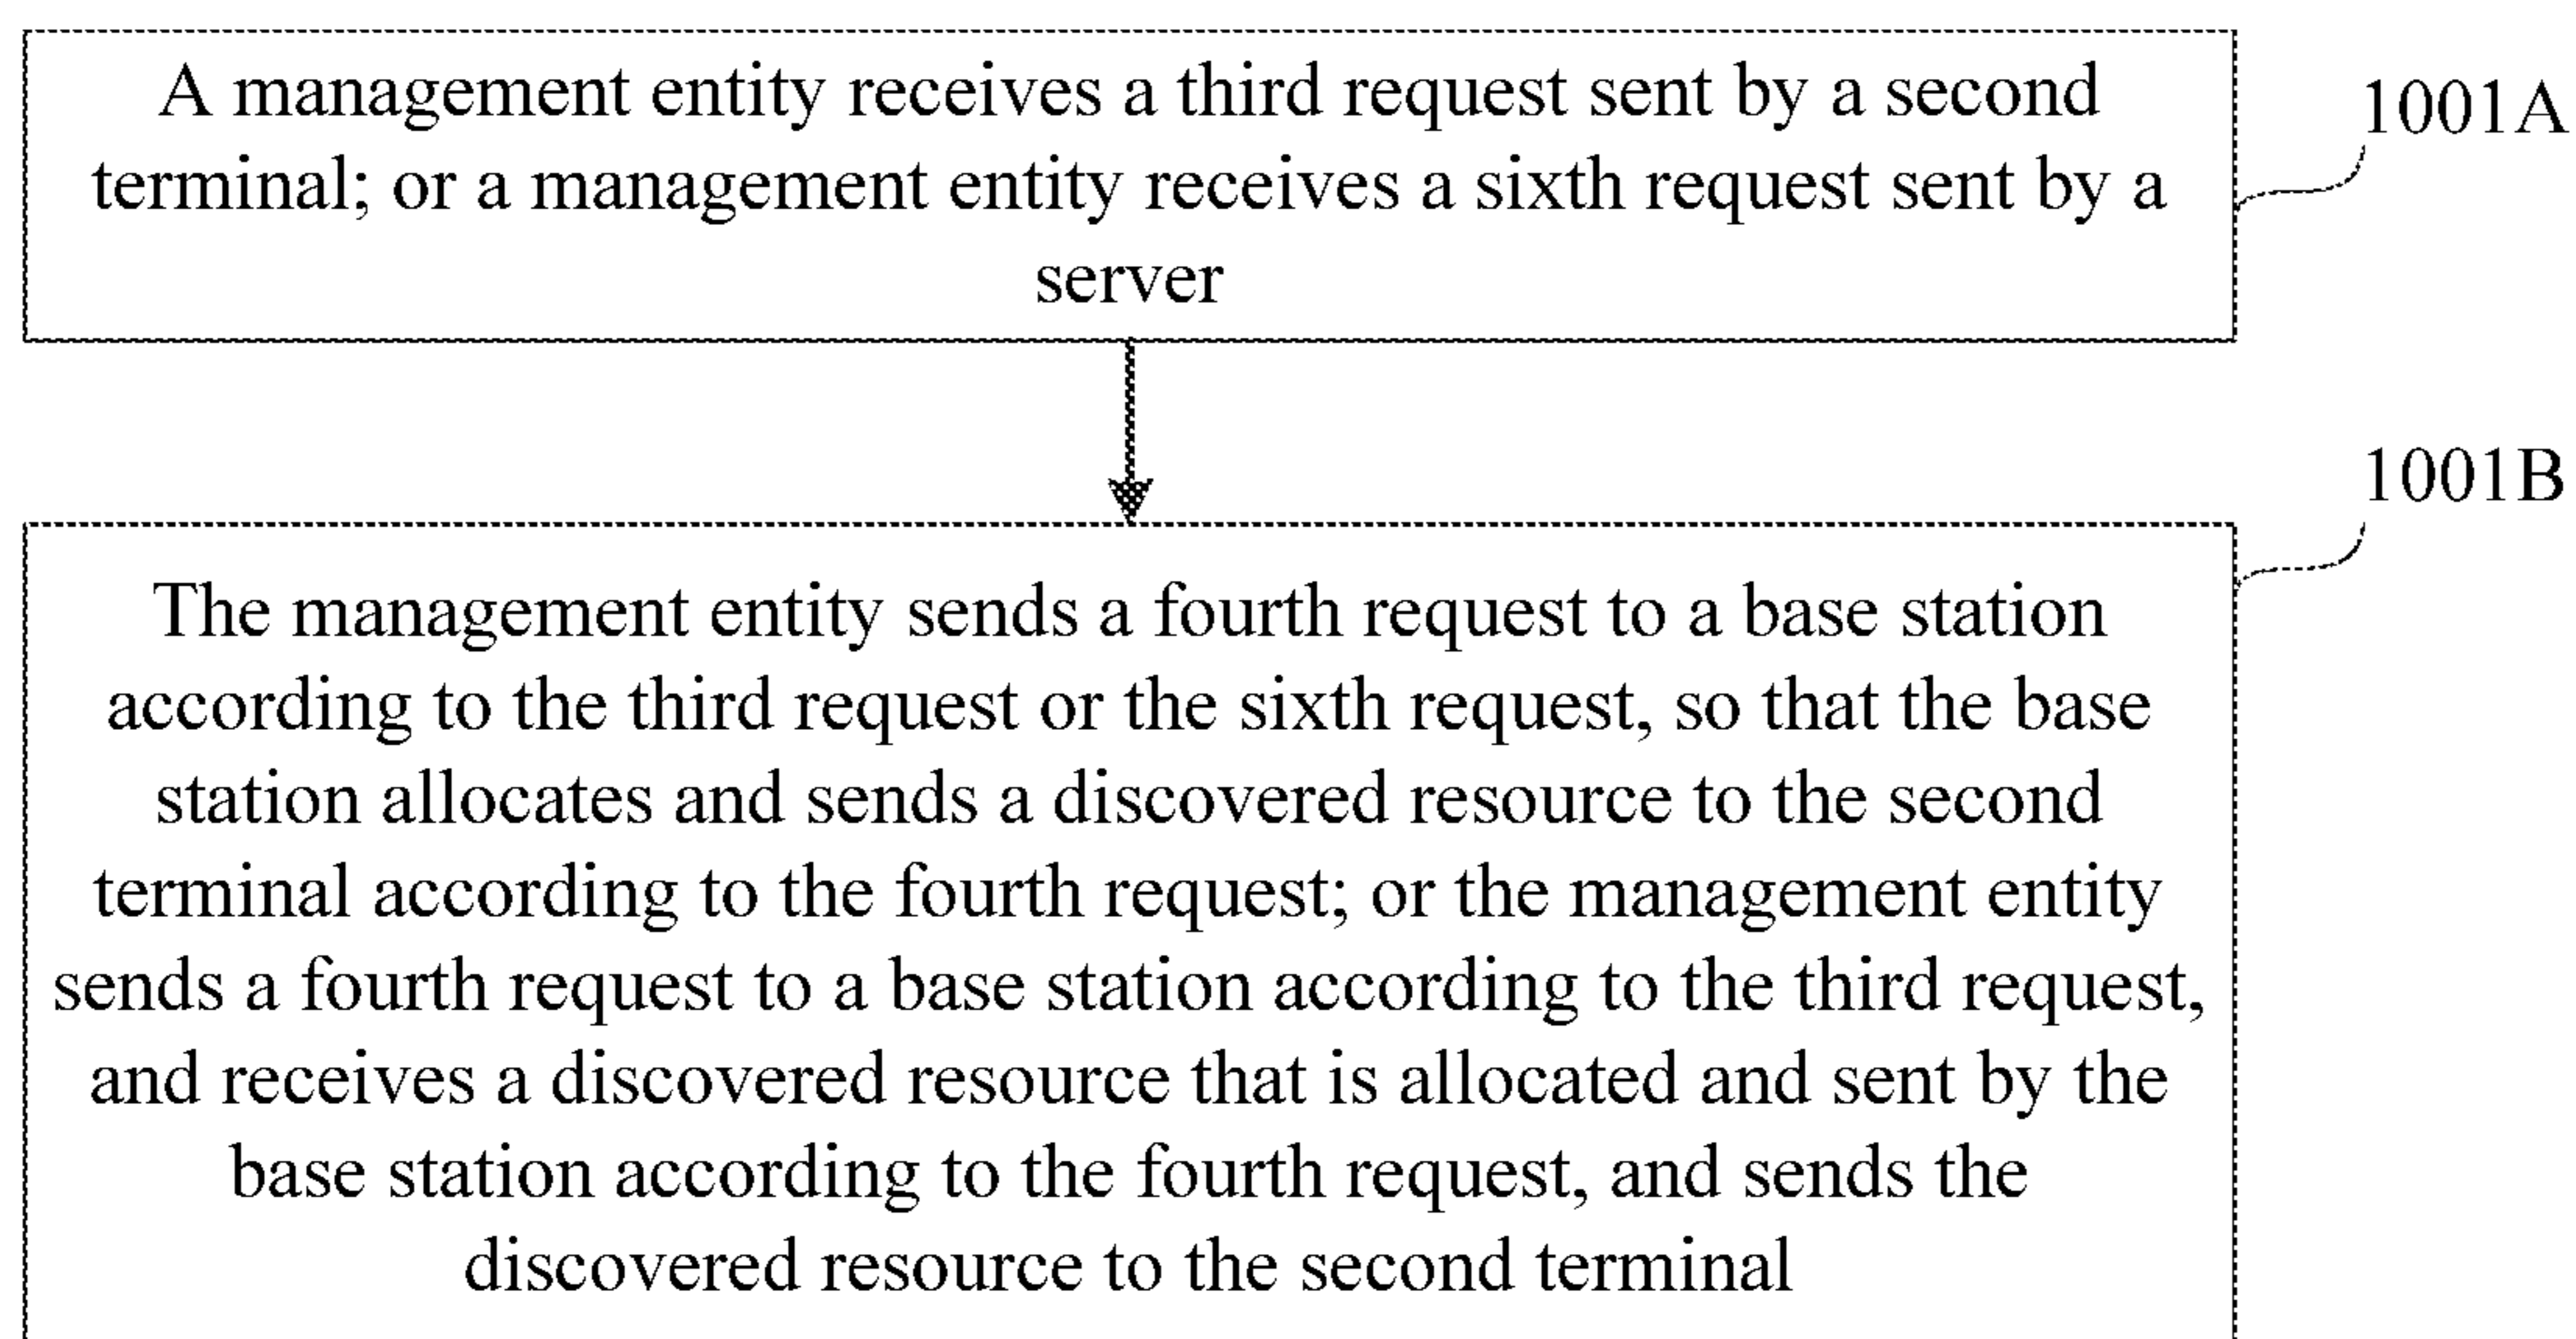 A management entity receives a third request sent by a second
terminal; or a management entity receives a sixth request sent by a
server
1001A
1001B
The management entity sends a fourth request to a base station
according to the third request or the sixth request, so that the base
station allocates and sends a discovered resource to the second
terminal according to the fourth request; or the management entity
sends a fourth request to a base station according to the third request,
and receives a discovered resource that is allocated and sent by the
base station according to the fourth request, and sends the
discovered resource to the second terminal